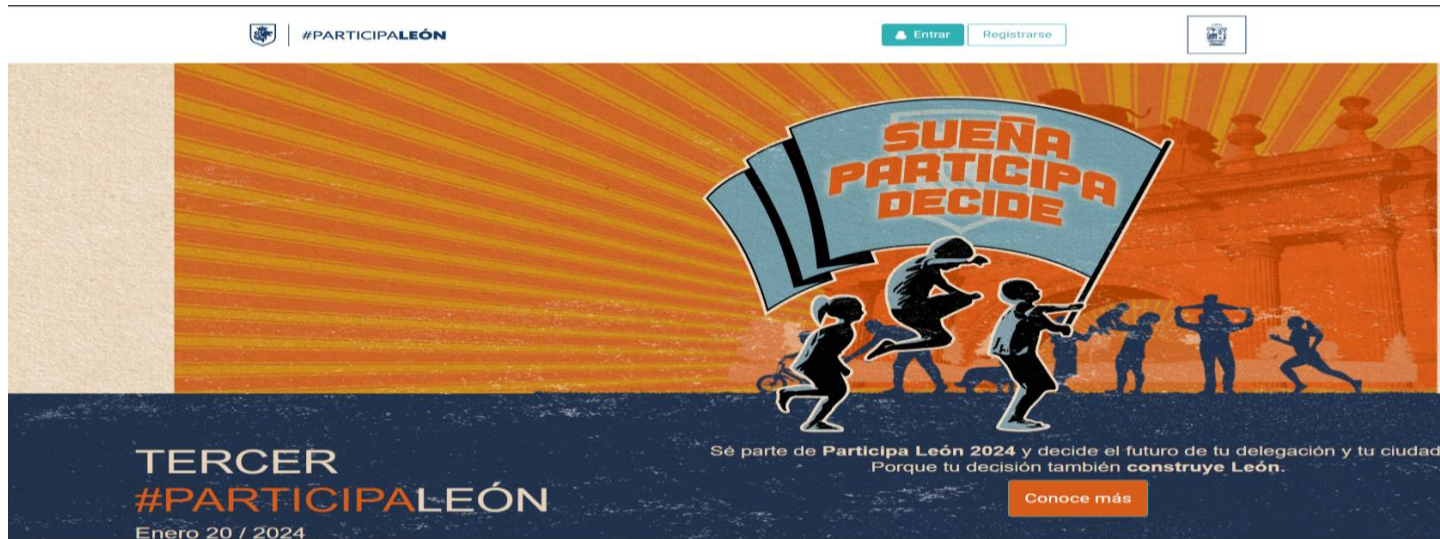 #PARTICIPALEÓN
Entrar
Registrarse
SUEÑA
PARTICIPA
DECIDE
TERCER
#PARTICIPALEÓN
Enero 20 / 2024
Sé parte de Participa León 2024 y decide el futuro de tu delegación y tu ciudad
Porque tu decisión también construye León.
Conoce más